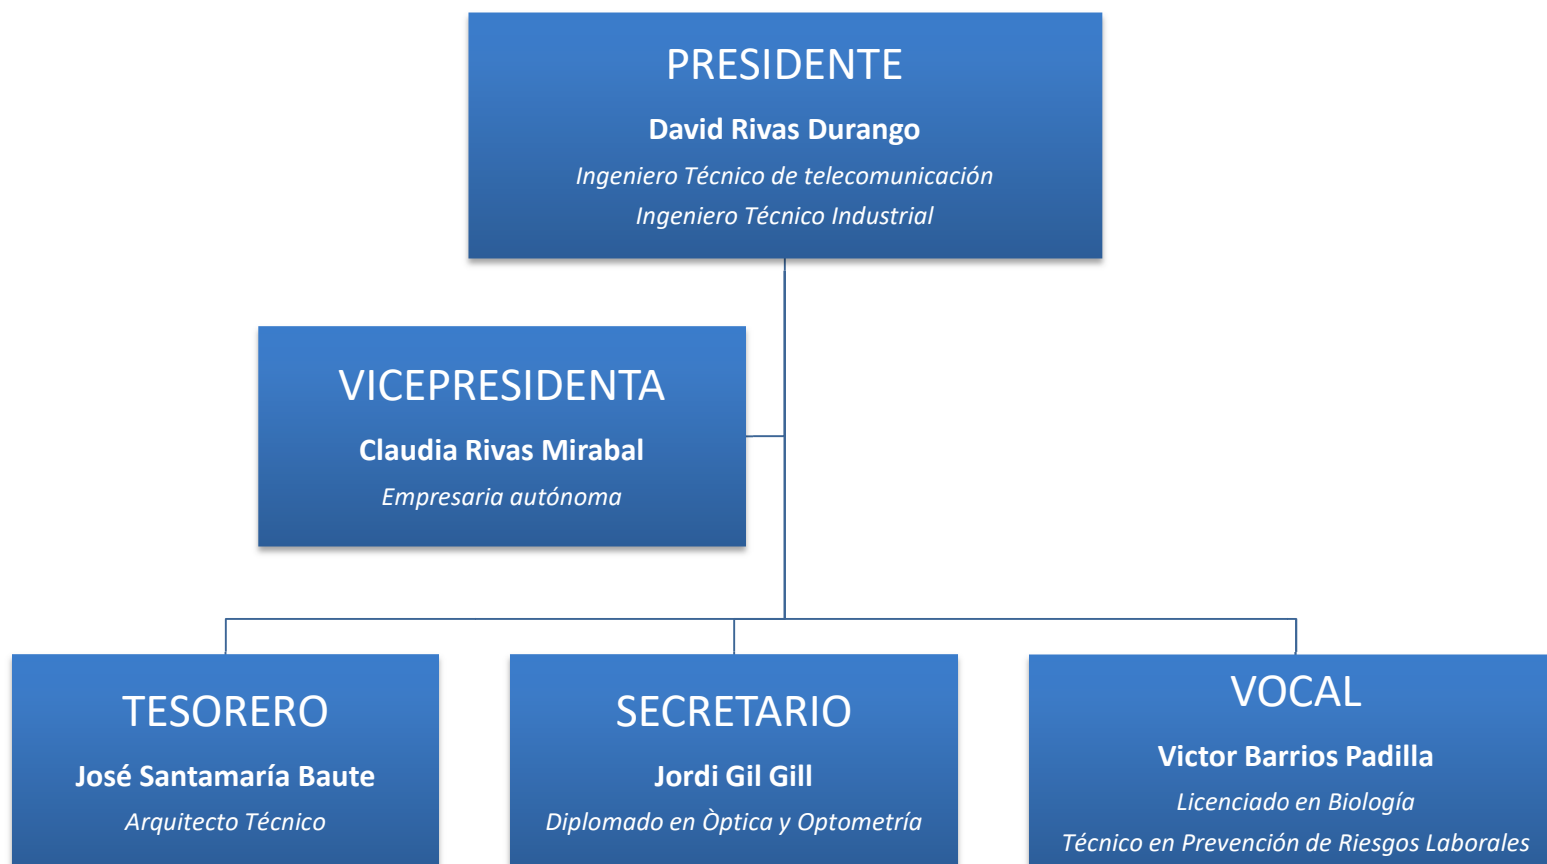 PRESIDENTE
David Rivas Durango
Ingeniero Técnico de telecomunicación
Ingeniero Técnico Industrial
VICEPRESIDENTA
Claudia Rivas Mirabal
Empresaria autónoma
TESORERO
José Santamaría Baute
Arquitecto Técnico
SECRETARIO
Jordi Gil Gill
Diplomado en Òptica y Optometría
VOCAL
Victor Barrios Padilla
Licenciado en Biología
Técnico en Prevención de Riesgos Laborales